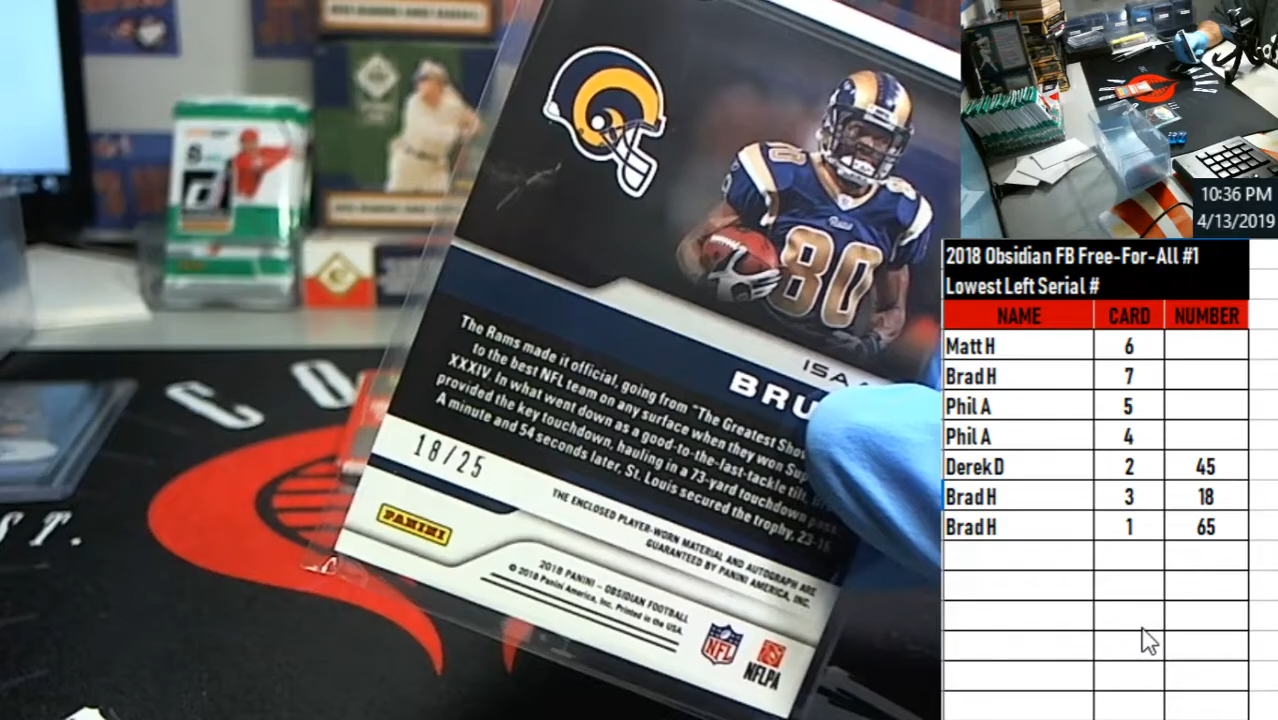 80
80
ISA
BRU
The Rams made it official, going from "The Greatest Sho
to the best NFL team on any surface when they won Sup
XXXIV. In what went down as a good-to-the-last-tackle tilt,
provided the key touchdown, hauling in a 73-yard touchdown pass.
A minute and 54 seconds later, St. Louis secured the trophy, 23-16
18/25
THE ENCLOSED PLAYER-WORN MATERIAL AND AUTOGRAPH ARE
GUARANTEED BY PANINI AMERICA, INC.
PANINI
2018 PANINI - OBSIDIAN FOOTBALL
© 2018 Panini America, Inc. Printed in the USA.
NFL
NFLPA
C O
ST.
10:36 PM
4/13/2019
2018 Obsidian FB Free-For-All #1
Lowest Left Serial #
NAME CARD NUMBER
Matt H 6
Brad H 7
Phil A 5
Phil A 4
Derek D 2 45
Brad H 3 18
Brad H 1 65